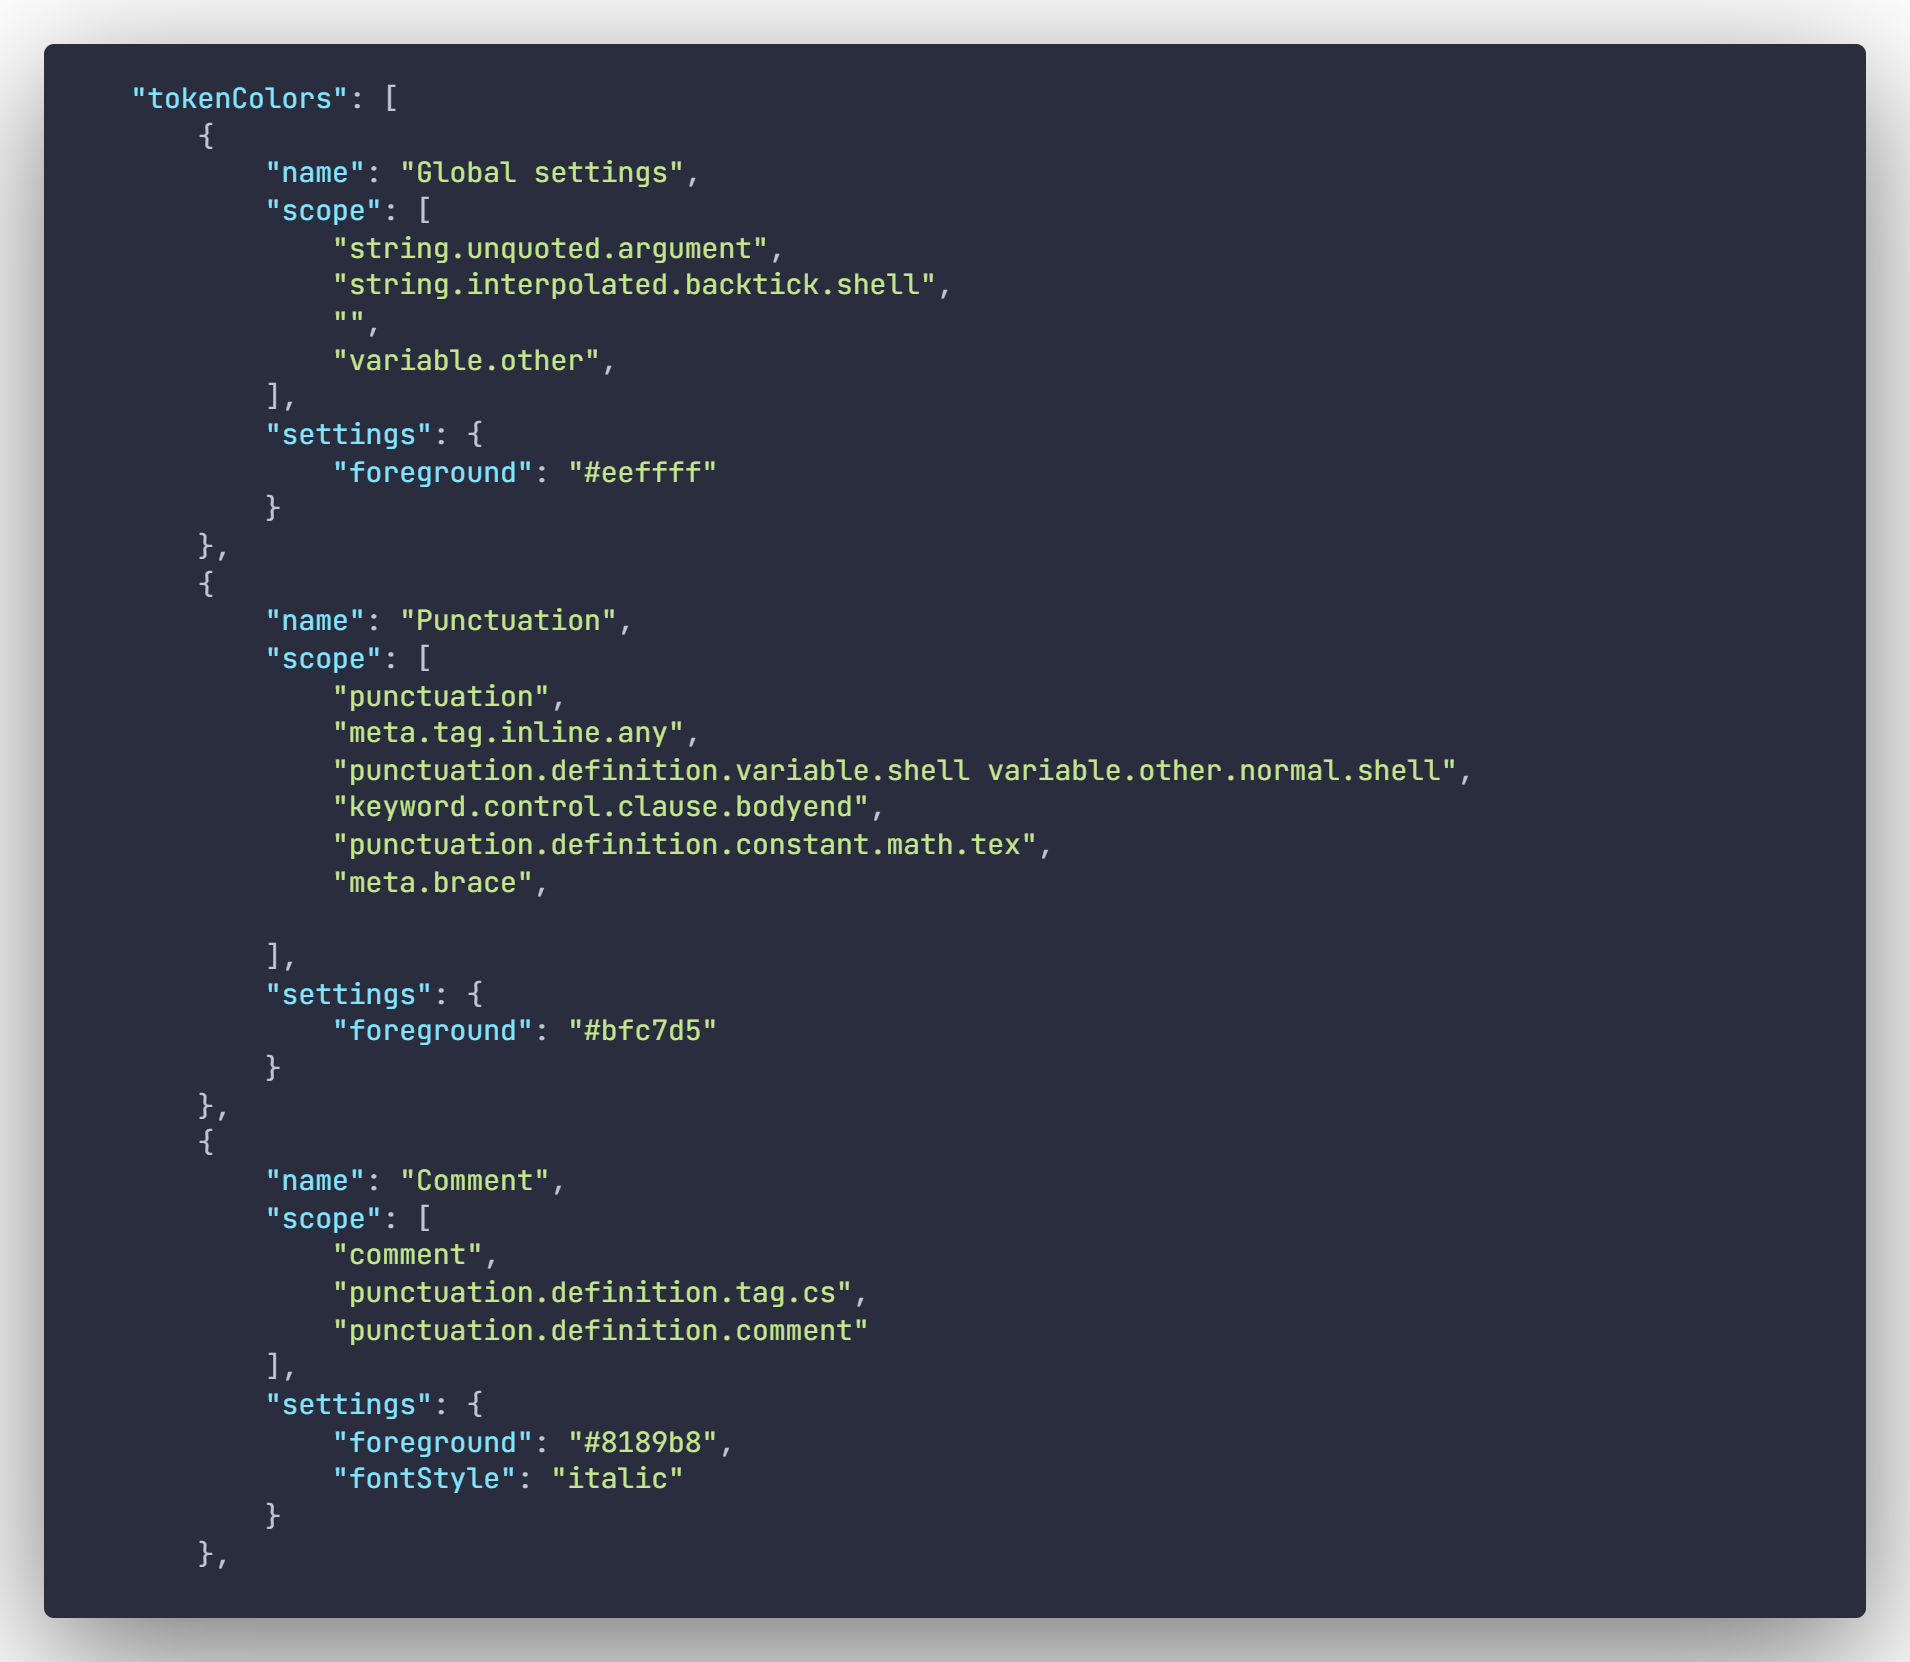 "tokenColors": [
{
"name": "Global settings",
"scope": [
"string.unquoted.argument",
"string.interpolated.backtick.shell",
"",
"variable.other",
],
"settings": {
"foreground": "#eeffff"
}
},
{
"name": "Punctuation",
"scope": [
"punctuation",
"meta.tag.inline.any",
"punctuation.definition.variable.shell variable.other.normal.shell",
"keyword.control.clause.bodyend",
"punctuation.definition.constant.math.tex",
"meta.brace",
],
"settings": {
"foreground": "#bfc7d5"
}
},
{
"name": "Comment",
"scope": [
"comment",
"punctuation.definition.tag.cs",
"punctuation.definition.comment"
],
"settings": {
"foreground": "#8189b8",
"fontStyle": "italic"
}
},